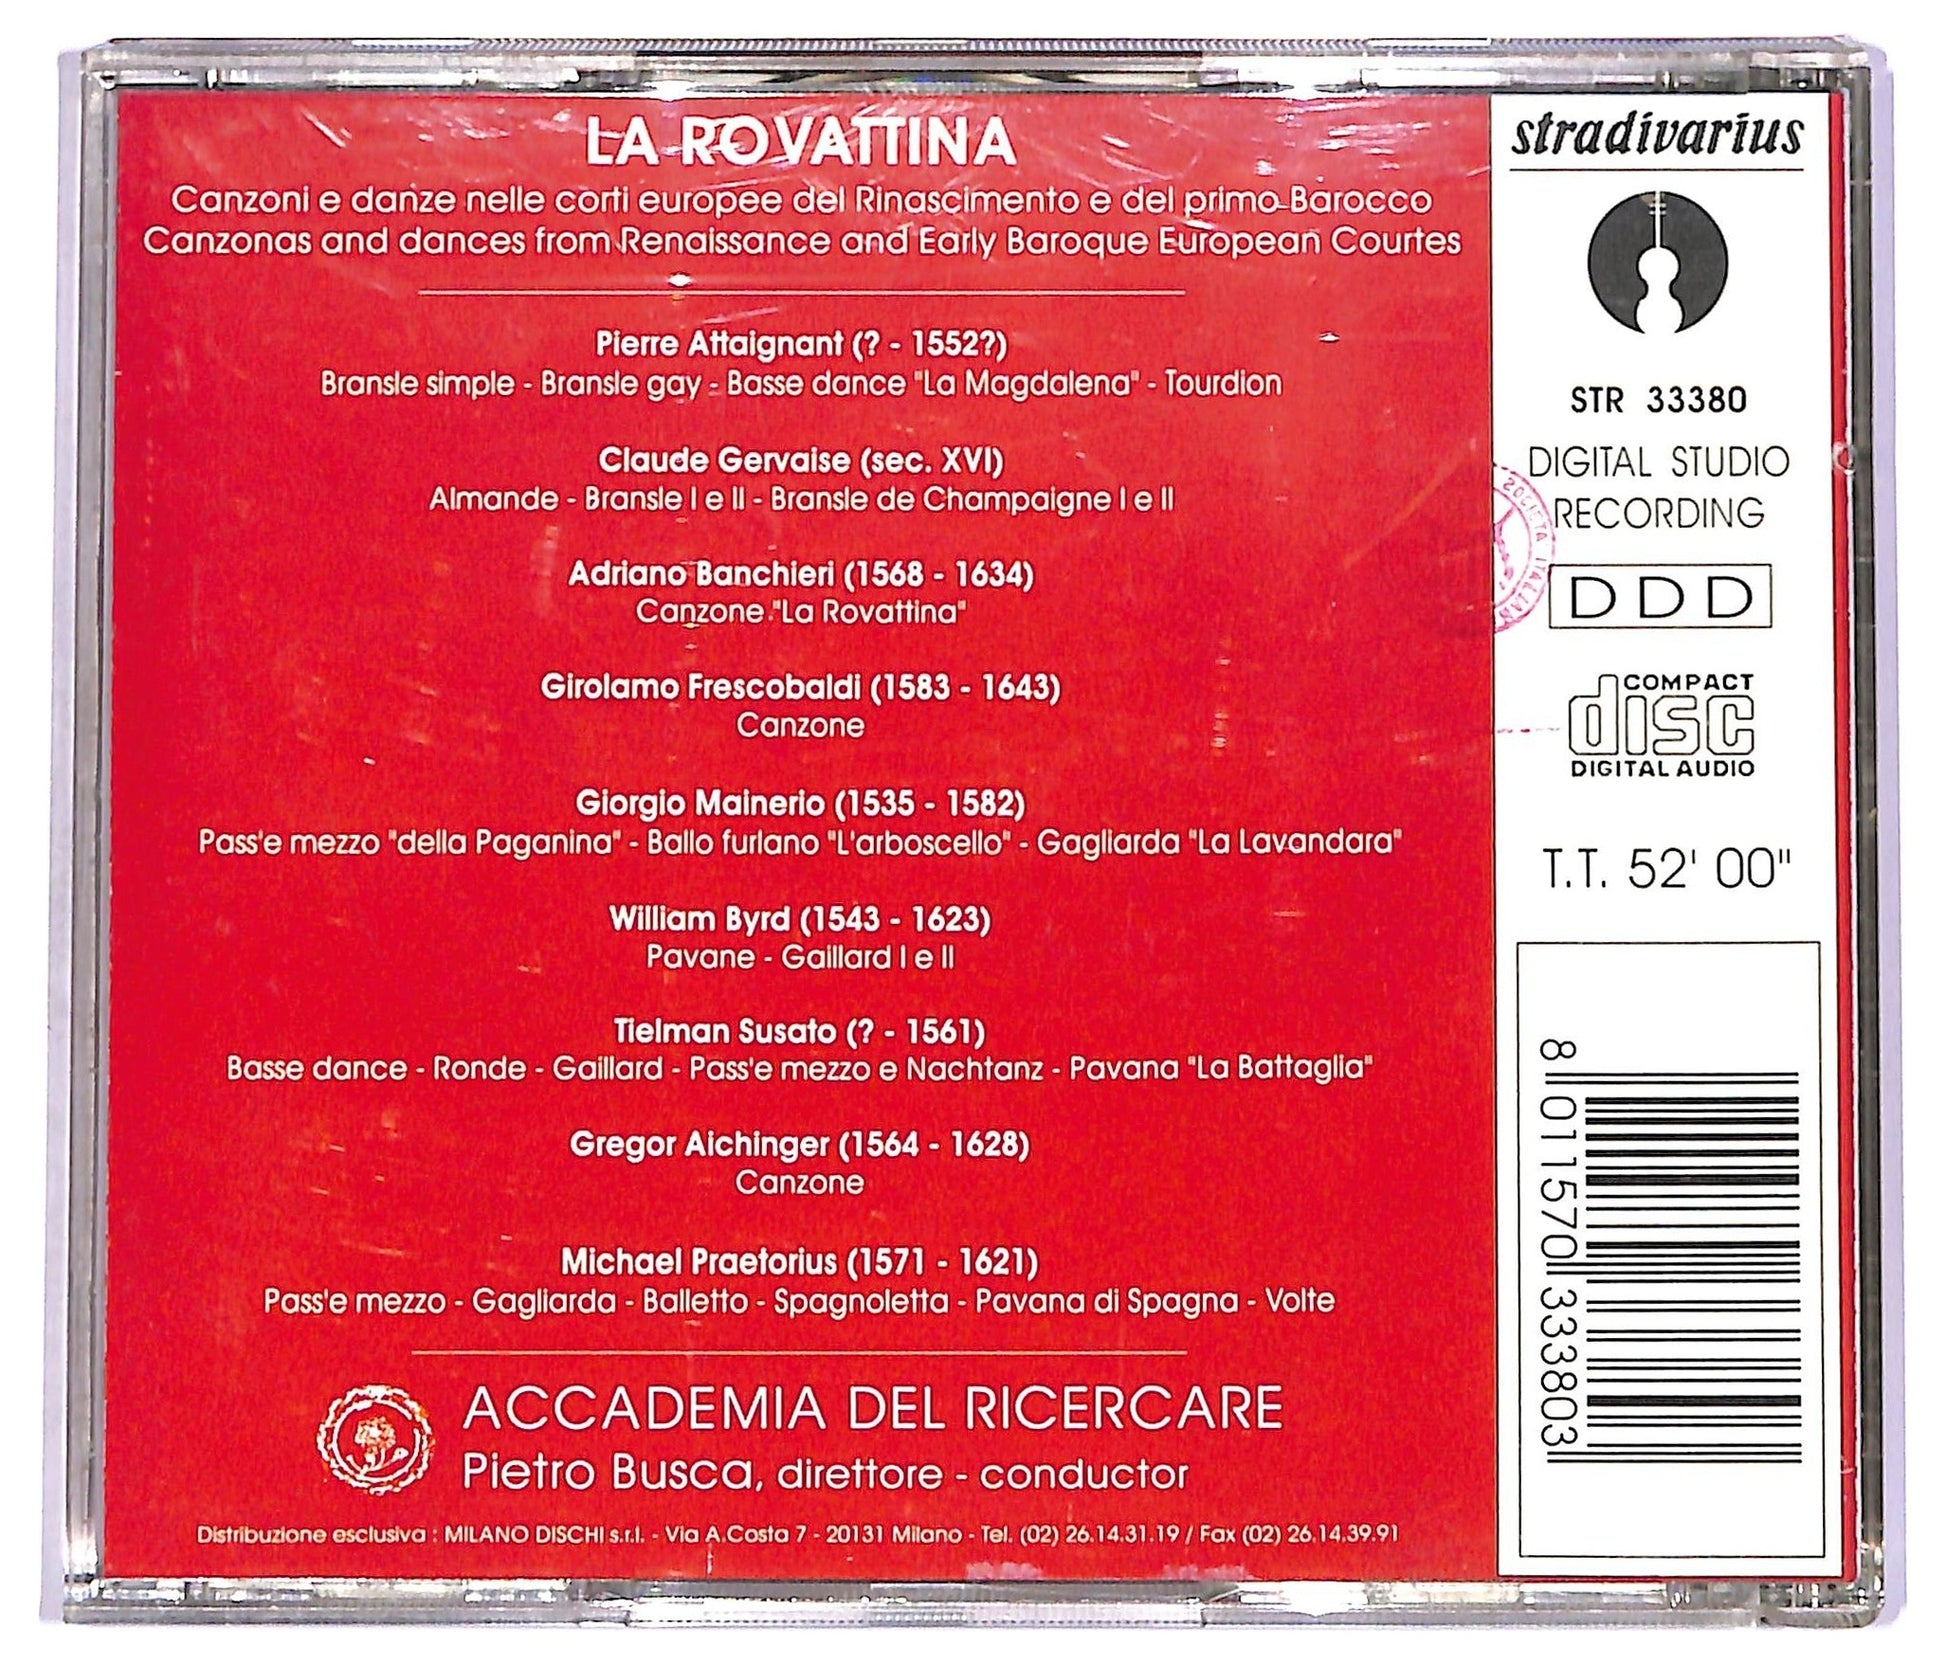 LA ROVATTINA
Canzoni e danze nelle corti europee del Rinascimento e del primo Barocco
Canzonas and dances from Renaissance and Early Baroque European Courtes
Pierre Attaignant (? - 1552?)
Bransle simple - Bransle gay - Basse dance "La Magdalena" - Tourdion
Claude Gervaise (sec. XVI)
Almande - Bransle I e II - Bransle de Champaigne I e II
Adriano Banchieri (1568 - 1634)
Canzone "La Rovattina"
Girolamo Frescobaldi (1583 - 1643)
Canzone
Giorgio Mainerio (1535 - 1582)
Pass'e mezzo "della Paganina" - Ballo furlano "L'arboscello" - Gagliarda "La Lavandara"
William Byrd (1543 - 1623)
Pavane - Gaillard I e II
Tielman Susato (? - 1561)
Basse dance - Ronde - Gaillard - Pass'e mezzo e Nachtanz - Pavana "La Battaglia"
Gregor Aichinger (1564 - 1628)
Canzone
Michael Praetorius (1571 - 1621)
Pass'e mezzo - Gagliarda - Balletto - Spagnoletta - Pavana di Spagna - Volte
ACCADEMIA DEL RICERCARE
Pietro Busca, direttore - conductor
Distribuzione esclusiva : MILANO DISCHI s.r.l. - Via A.Costa 7 - 20131 Milano - Tel. (02) 26.14.31.19 / Fax (02) 26.14.39.91
stradivarius
STR 33380
DIGITAL STUDIO
RECORDING
SOCIETA ITALIAN
DDD
COMPACT
disc
DIGITAL AUDIO
T.T. 52' 00"
8 011570 333803